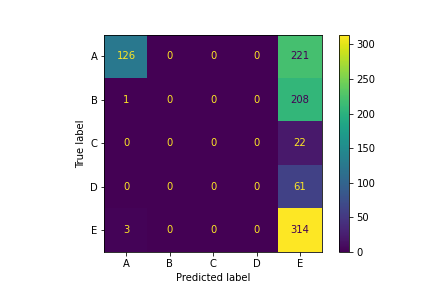 A 126 0 0 0 221
B 1 0 0 0 208
C 0 0 0 0 22
D 0 0 0 0 61
E 3 0 0 0 314
A B C D E
True label
Predicted label
300
250
200
150
100
50
0